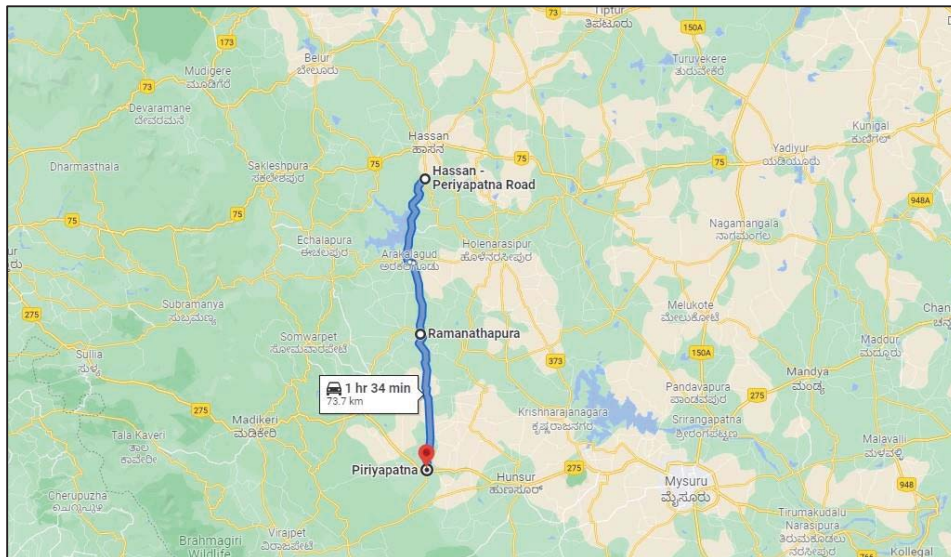 73
Tiptur
ತಿಪಟೂರು
150A
173
Belur
ಬೇಲೂರು
Turuvekere
ತುರುವೇಕೆರೆ
Mudigere
ಮೂಡಿಗೆರೆ
73
Devaramane
ದೇವರಮನೆ
Kunigal
ಕುಣಿಗಲ್
Hassan
ಹಾಸನ
Yadiyur
ಯಡಿಯೂರು
75
75
75
Dharmasthala
Sakleshpura
ಸಕಲೇಶಪುರ
Hassan -
Periyapatna Road
948A
75
Nagamangala
ನಾಗಮಂಗಲ
Echalapura
ಈಚಲಪುರ
Holenarasipur
ಹೊಳೆನರಸೀಪುರ
Arakalagud
Subramanya
ಸುಬ್ರಮಣ್ಯ
Melukote
ಮೇಲುಕೋಟೆ
Ramanathapura
Somwarpet
ಸೋಮವಾರಪೇಟೆ
Maddur
ಮದ್ದೂರು
150A
Sullia
ಸುಳ್ಯ
373
1 hr 34 min
73.7 km
Mandya
ಮಂಡ್ಯ
Pandavapura
ಪಾಂಡವಪುರ
275
275
Madikeri
ಮಡಿಕೇರಿ
Krishnarajanagara
ಕೃಷ್ಣರಾಜನಗರ
Srirangapatna
ಶ್ರೀರಂಗಪಟ್ಟಣ
Tala Kaveri
ತಾಲ
ಕಾವೇರೀ
Malavalli
ಮಳವಳ್ಳಿ
Piriyapatna
Hunsur
ಹುಣಸೂರ್
275
Mysuru
ಮೈಸೂರು
948
Cherupuzha
ചെറുപുഴ
Virajpet
ವಿರಾಜಪೇಟೆ
Tirumakudalu
Narasipura
Brahmagiri
Wildlife
766
Kollegal